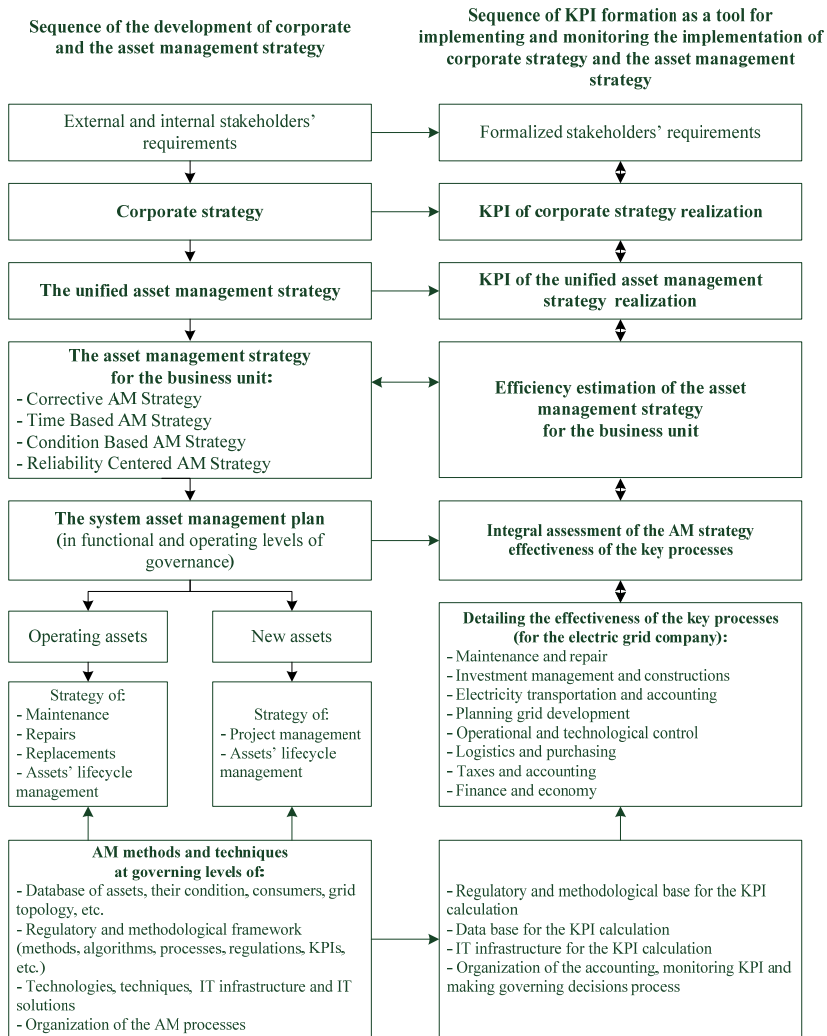 Sequence of the development of corporate
and the asset management strategy
Sequence of KPI formation as a tool for
implementing and monitoring the implementation of
corporate strategy and the asset management
strategy
External and internal stakeholders’
requirements
Formalized stakeholders’ requirements
Corporate strategy
KPI of corporate strategy realization
The unified asset management strategy
KPI of the unified asset management
strategy realization
The asset management strategy
for the business unit:
- Corrective AM Strategy
- Time Based AM Strategy
- Condition Based AM Strategy
- Reliability Centered AM Strategy
Efficiency estimation of the asset
management strategy
for the business unit
The system asset management plan
(in functional and operating levels of
governance)
Integral assessment of the AM strategy
effectiveness of the key processes
Operating assets
New assets
Strategy of:
- Maintenance
- Repairs
- Replacements
- Assets’ lifecycle
management
Strategy of:
- Project management
- Assets’ lifecycle
management
Detailing the effectiveness of the key processes
(for the electric grid company):
- Maintenance and repair
- Investment management and constructions
- Electricity transportation and accounting
- Planning grid development
- Operational and technological control
- Logistics and purchasing
- Taxes and accounting
- Finance and economy
AM methods and techniques
at governing levels of:
- Database of assets, their condition, consumers, grid
topology, etc.
- Regulatory and methodological framework
(methods, algorithms, processes, regulations, KPIs,
etc.)
- Technologies, techniques, IT infrastructure and IT
solutions
- Organization of the AM processes
- Regulatory and methodological base for the KPI
calculation
- Data base for the KPI calculation
- IT infrastructure for the KPI calculation
- Organization of the accounting, monitoring KPI and
making governing decisions process